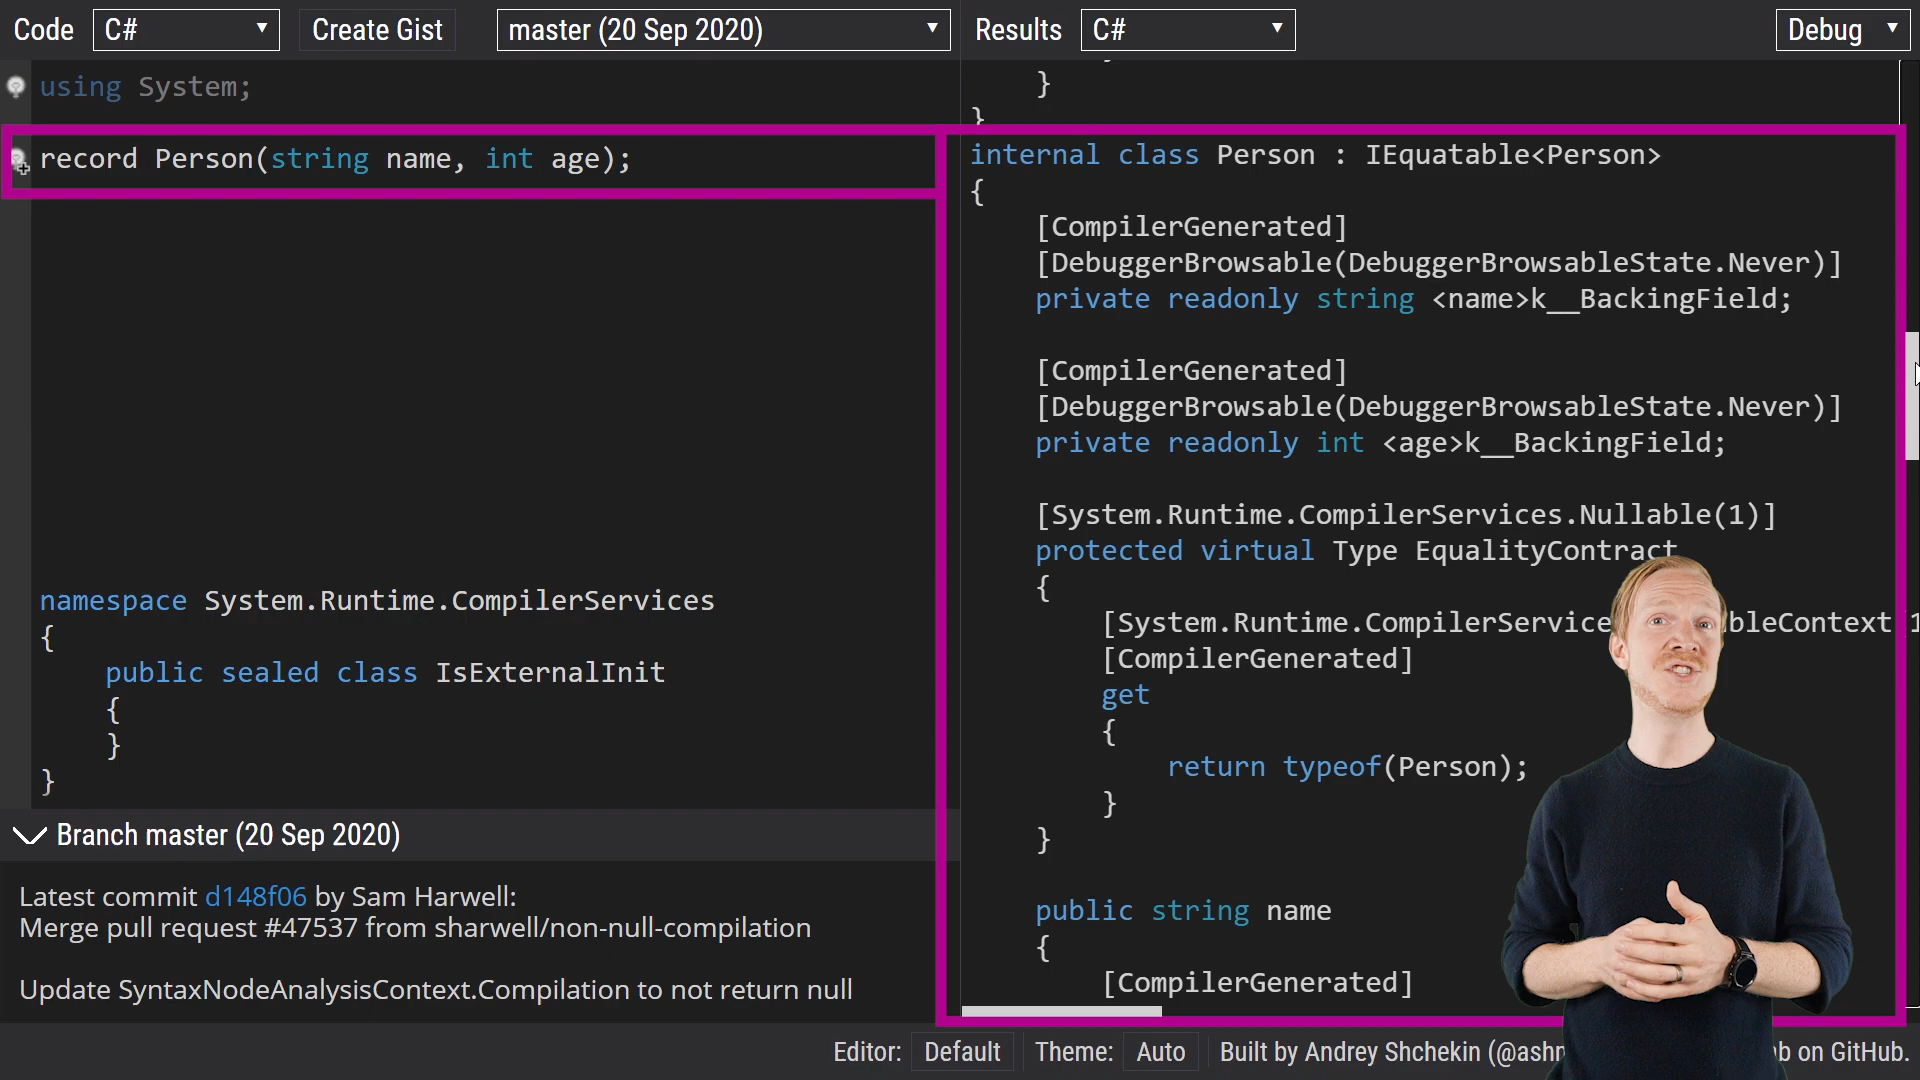 Code C# Create Gist master (20 Sep 2020)
using System;
record Person(string name, int age);
namespace System.Runtime.CompilerServices
{
public sealed class IsExternalInit
{
}
}
Branch master (20 Sep 2020)
Latest commit d148f06 by Sam Harwell:
Merge pull request #47537 from sharwell/non-null-compilation
Update SyntaxNodeAnalysisContext.Compilation to not return null
Results C# Debug
}
}
internal class Person : IEquatable<Person>
{
[CompilerGenerated]
[DebuggerBrowsable(DebuggerBrowsableState.Never)]
private readonly string <name>k__BackingField;
[CompilerGenerated]
[DebuggerBrowsable(DebuggerBrowsableState.Never)]
private readonly int <age>k__BackingField;
[System.Runtime.CompilerServices.Nullable(1)]
protected virtual Type EqualityContract
{
[System.Runtime.CompilerService bleContext 1
[CompilerGenerated]
get
{
return typeof(Person);
}
}
public string name
{
[CompilerGenerated]
Editor: Default Theme: Auto Built by Andrey Shchekin (@ash on GitHub.